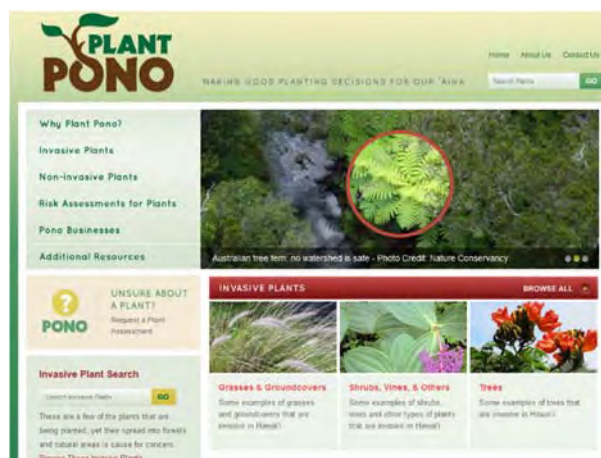 PLANT
PONO
Home About Us Contact Us
MAKING GOOD PLANTING DECISIONS FOR OUR 'AINA
Search Plants GO
Why Plant Pono?
Invasive Plants
Non-invasive Plants
Risk Assessments for Plants
Pono Businesses
Additional Resources
Australian tree fern: no watershed is safe - Photo Credit: Nature Conservancy
?
PONO
UNSURE ABOUT
A PLANT?
Request a Plant
Assessment
INVASIVE PLANTS BROWSE ALL
Grasses & Groundcovers
Some examples of grasses
and groundcovers that are
invasive in Hawai'i
Shrubs, Vines, & Others
Some examples of shrubs,
vines and other types of plants
that are invasive in Hawai'i
Trees
Some examples of trees that
are invasive in Hawai'i
Invasive Plant Search
Search Invasive Plants GO
These are a few of the plants that are
being planted, yet their spread into forests
and natural areas is cause for concern.
Browse These Invasive Plants